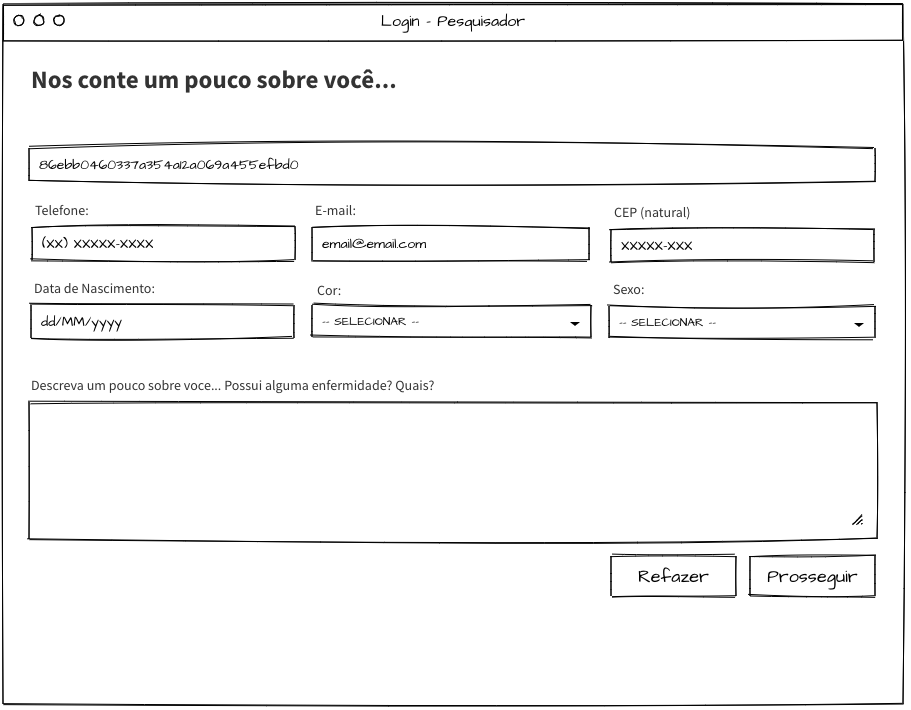 Login - Pesquisador
Nos conte um pouco sobre você...
86ebb0460337a354a12a069a455efbd0
Telefone: E-mail: CEP (natural)
(xx) xxxxx-xxxx email@email.com xxxxx-xxx
Data de Nascimento: Cor: Sexo:
dd/MM/yyyy -- SELECIONAR -- -- SELECIONAR --
Descreva um pouco sobre voce... Possui alguma enfermidade? Quais?
Refazer Prosseguir